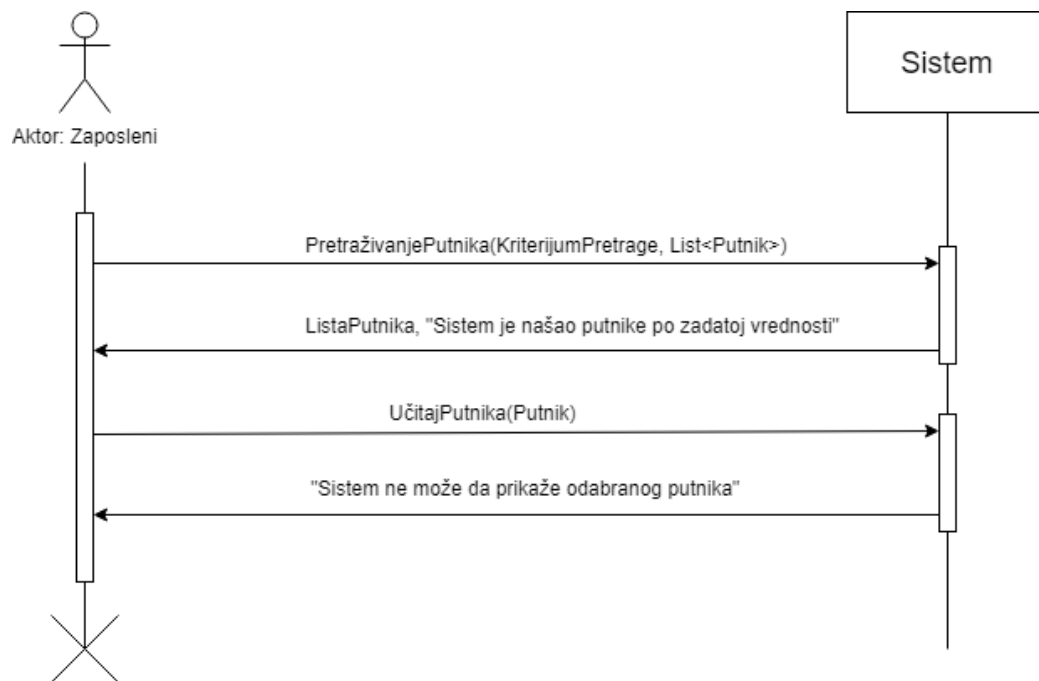 Sistem
Aktor: Zaposleni
PretraživanjePutnika(KriterijumPretrage, List<Putnik>)
ListaPutnika, "Sistem je našao putnike po zadatoj vrednosti"
UčitajPutnika(Putnik)
"Sistem ne može da prikaže odabranog putnika"